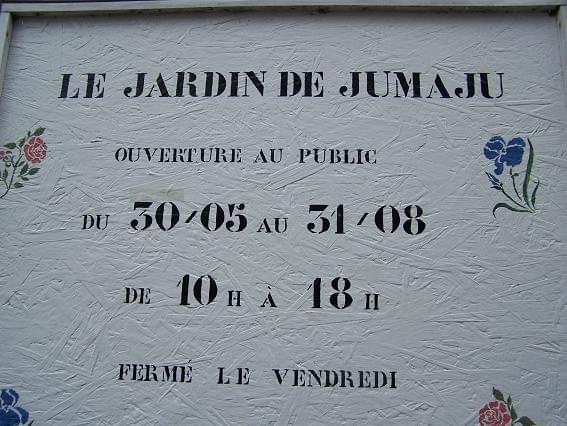 LE JARDIN DE JUMAJU
OUVERTURE AU PUBLIC
DU 30/05 AU 31/08
DE 10 H À 18 H
FERMÉ LE VENDREDI